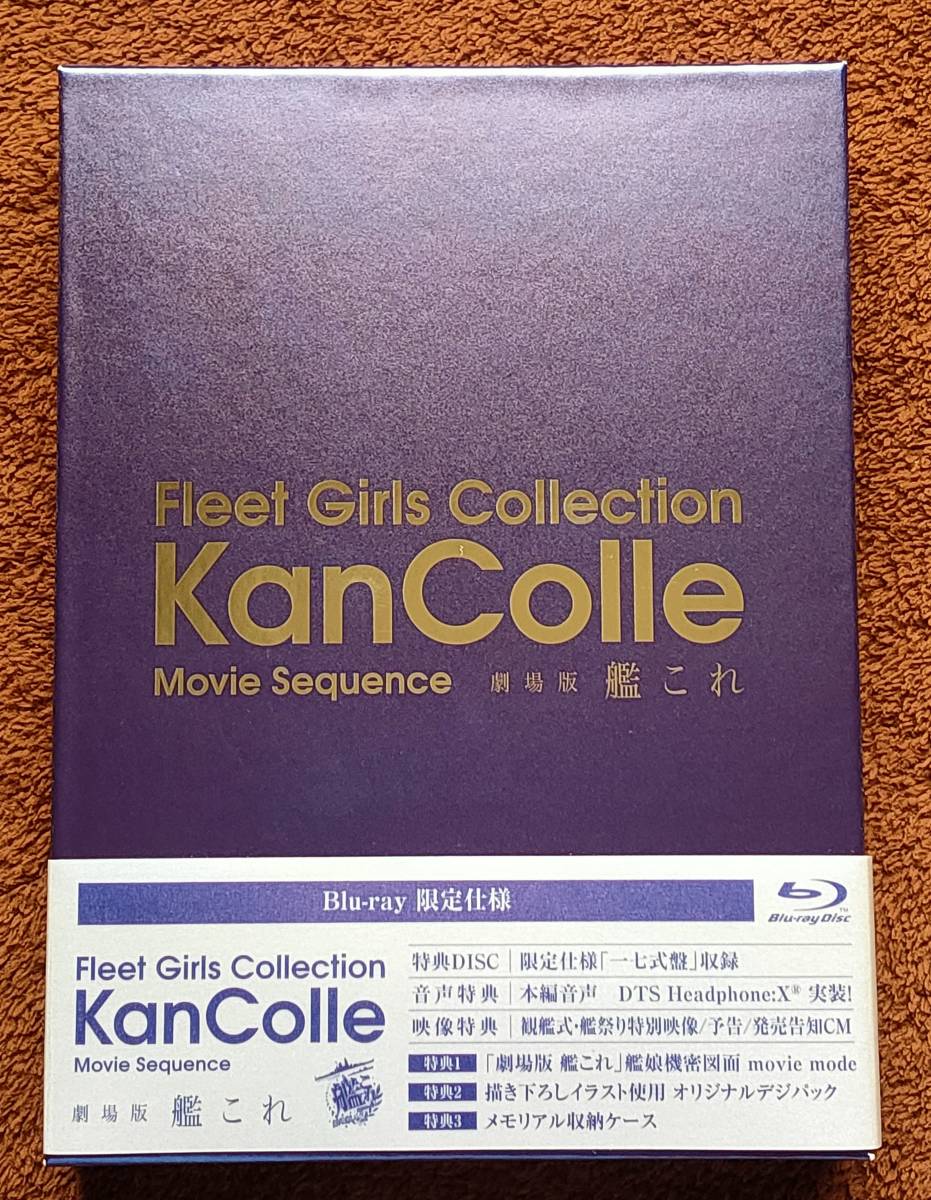 Fleet Girls Collection
KanColle
Movie Sequence 劇場版 艦これ
Blu-ray 限定仕様
Blu-ray Disc™
Fleet Girls Collection
KanColle
Movie Sequence
劇場版 艦これ
艦これ
特典DISC 限定仕様「一七式盤」収録
音声特典 本編音声 DTS Headphone:X® 実装!
映像特典 観艦式・艦祭り特別映像/予告/発売告知CM
特典1 「劇場版 艦これ」艦娘機密図面 movie mode
特典2 描き下ろしイラスト使用 オリジナルデジパック
特典3 メモリアル収納ケース